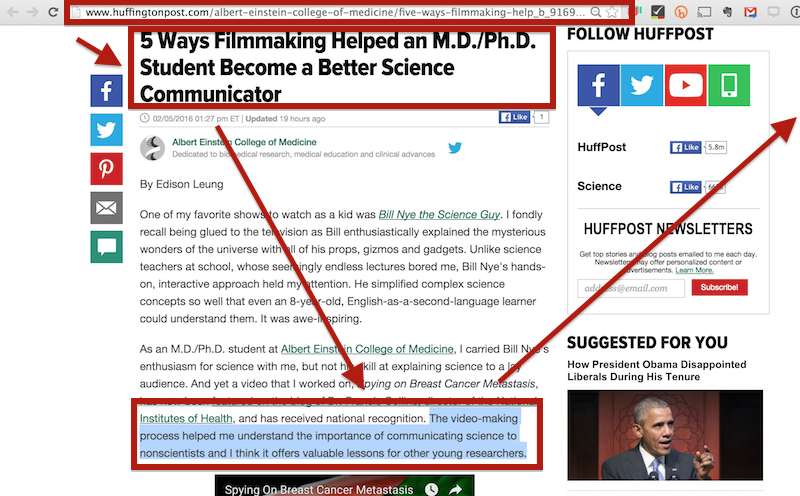 www.huffingtonpost.com/albert-einstein-college-of-medicine/five-ways-filmmaking-help_b_9169...
5 Ways Filmmaking Helped an M.D./Ph.D.
Student Become a Better Science
Communicator
02/05/2016 01:27 pm ET | Updated 19 hours ago
Like 1
Albert Einstein College of Medicine
Dedicated to biomedical research, medical education and clinical advances
By Edison Leung
One of my favorite shows to watch as a kid was Bill Nye the Science Guy. I fondly
recall being glued to the television as Bill enthusiastically explained the mysterious
wonders of the universe with all of his props, gizmos and gadgets. Unlike science
teachers at school, whose seemingly endless lectures bored me, Bill Nye's hands-
on, interactive approach held my attention. He simplified complex science
concepts so well that even an 8-year-old, English-as-a-second-language learner
could understand them. It was awe-inspiring.
As an M.D./Ph.D. student at Albert Einstein College of Medicine, I carried Bill Nye's
enthusiasm for science with me, but not his skill at explaining science to a lay
audience. And yet a video that I worked on, Spying on Breast Cancer Metastasis,
Institutes of Health, and has received national recognition. The video-making
process helped me understand the importance of communicating science to
nonscientists and I think it offers valuable lessons for other young researchers.
Spying On Breast Cancer Metastasis
FOLLOW HUFFPOST
HuffPost
Like 5.8m
Science
Like
HUFFPOST NEWSLETTERS
Get top stories and blog posts emailed to me each day.
Newsletters may offer personalized content or
advertisements. Learn More.
address@email.com
Subscribe!
SUGGESTED FOR YOU
How President Obama Disappointed
Liberals During His Tenure